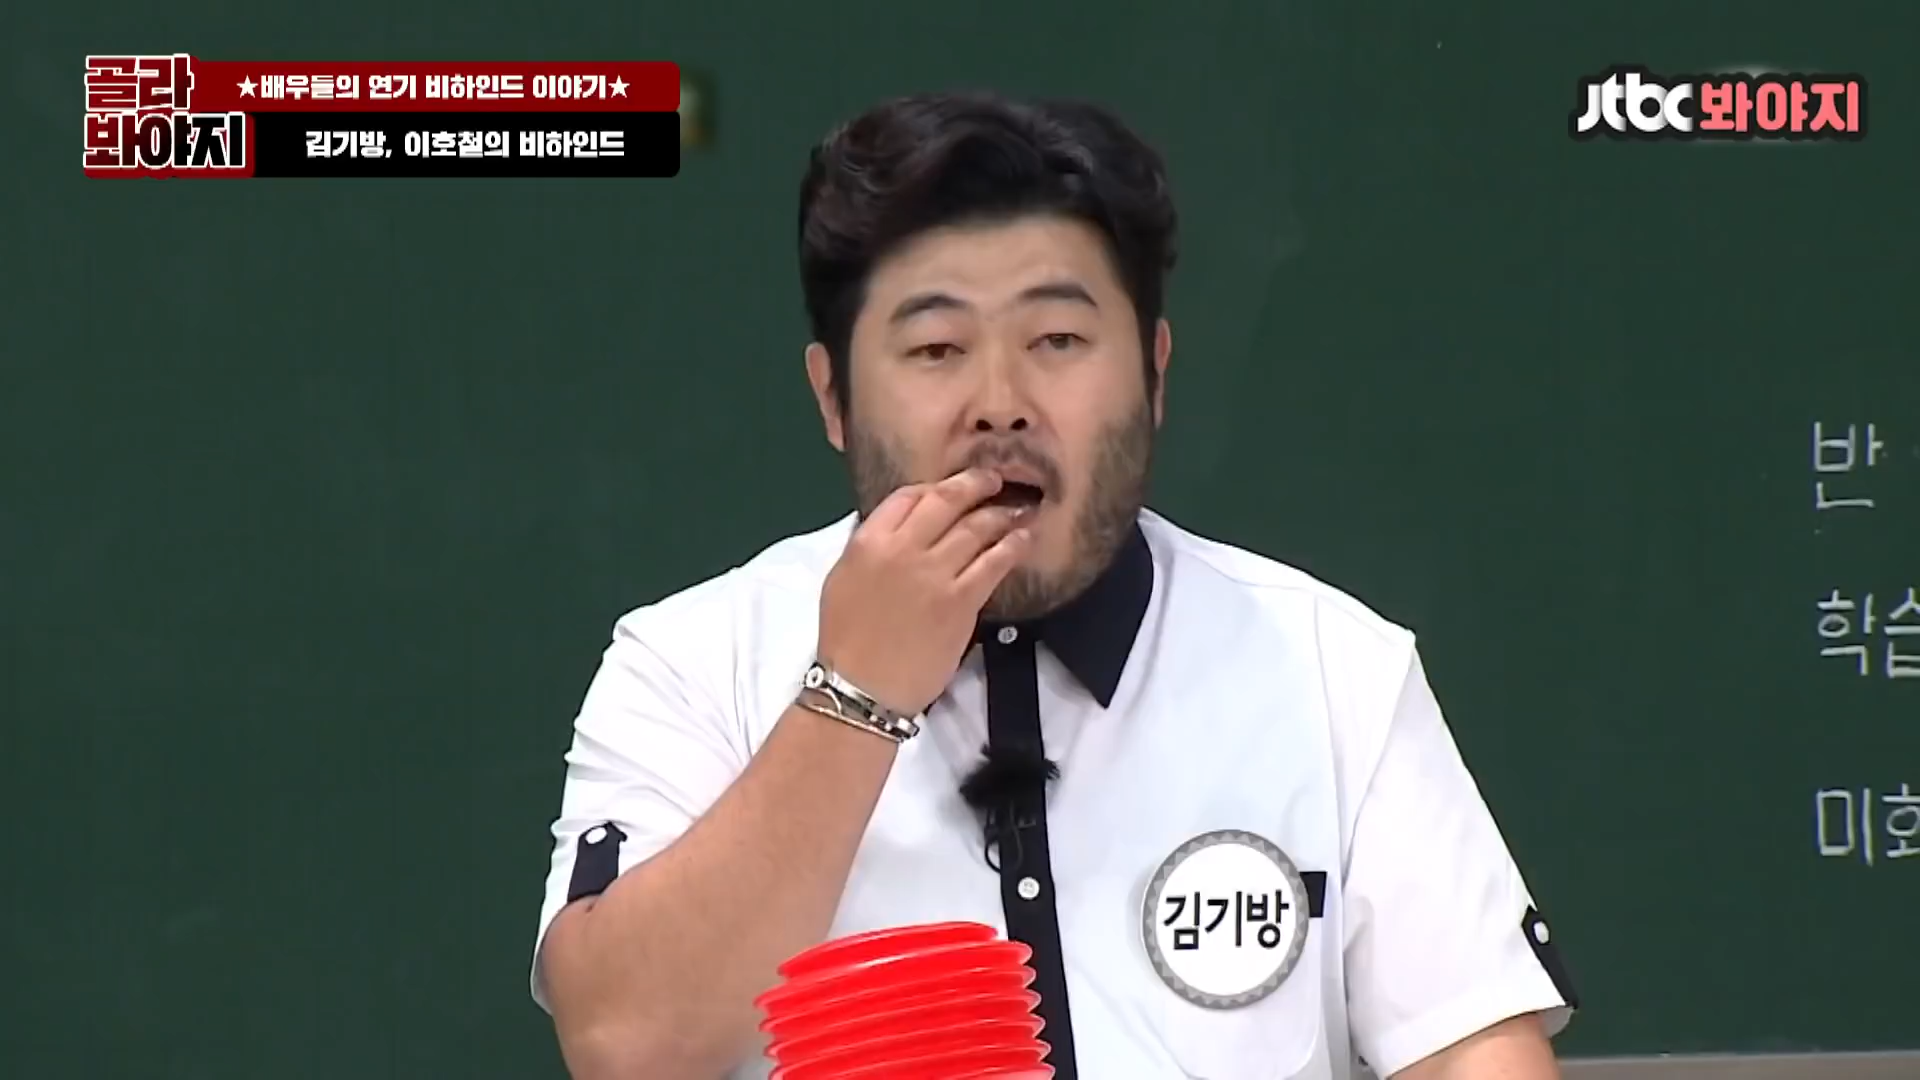 골라
봐야지
★배우들의 연기 비하인드 이야기★
김기방, 이호철의 비하인드
jtbc 봐야지
반
학습
미화
김기방